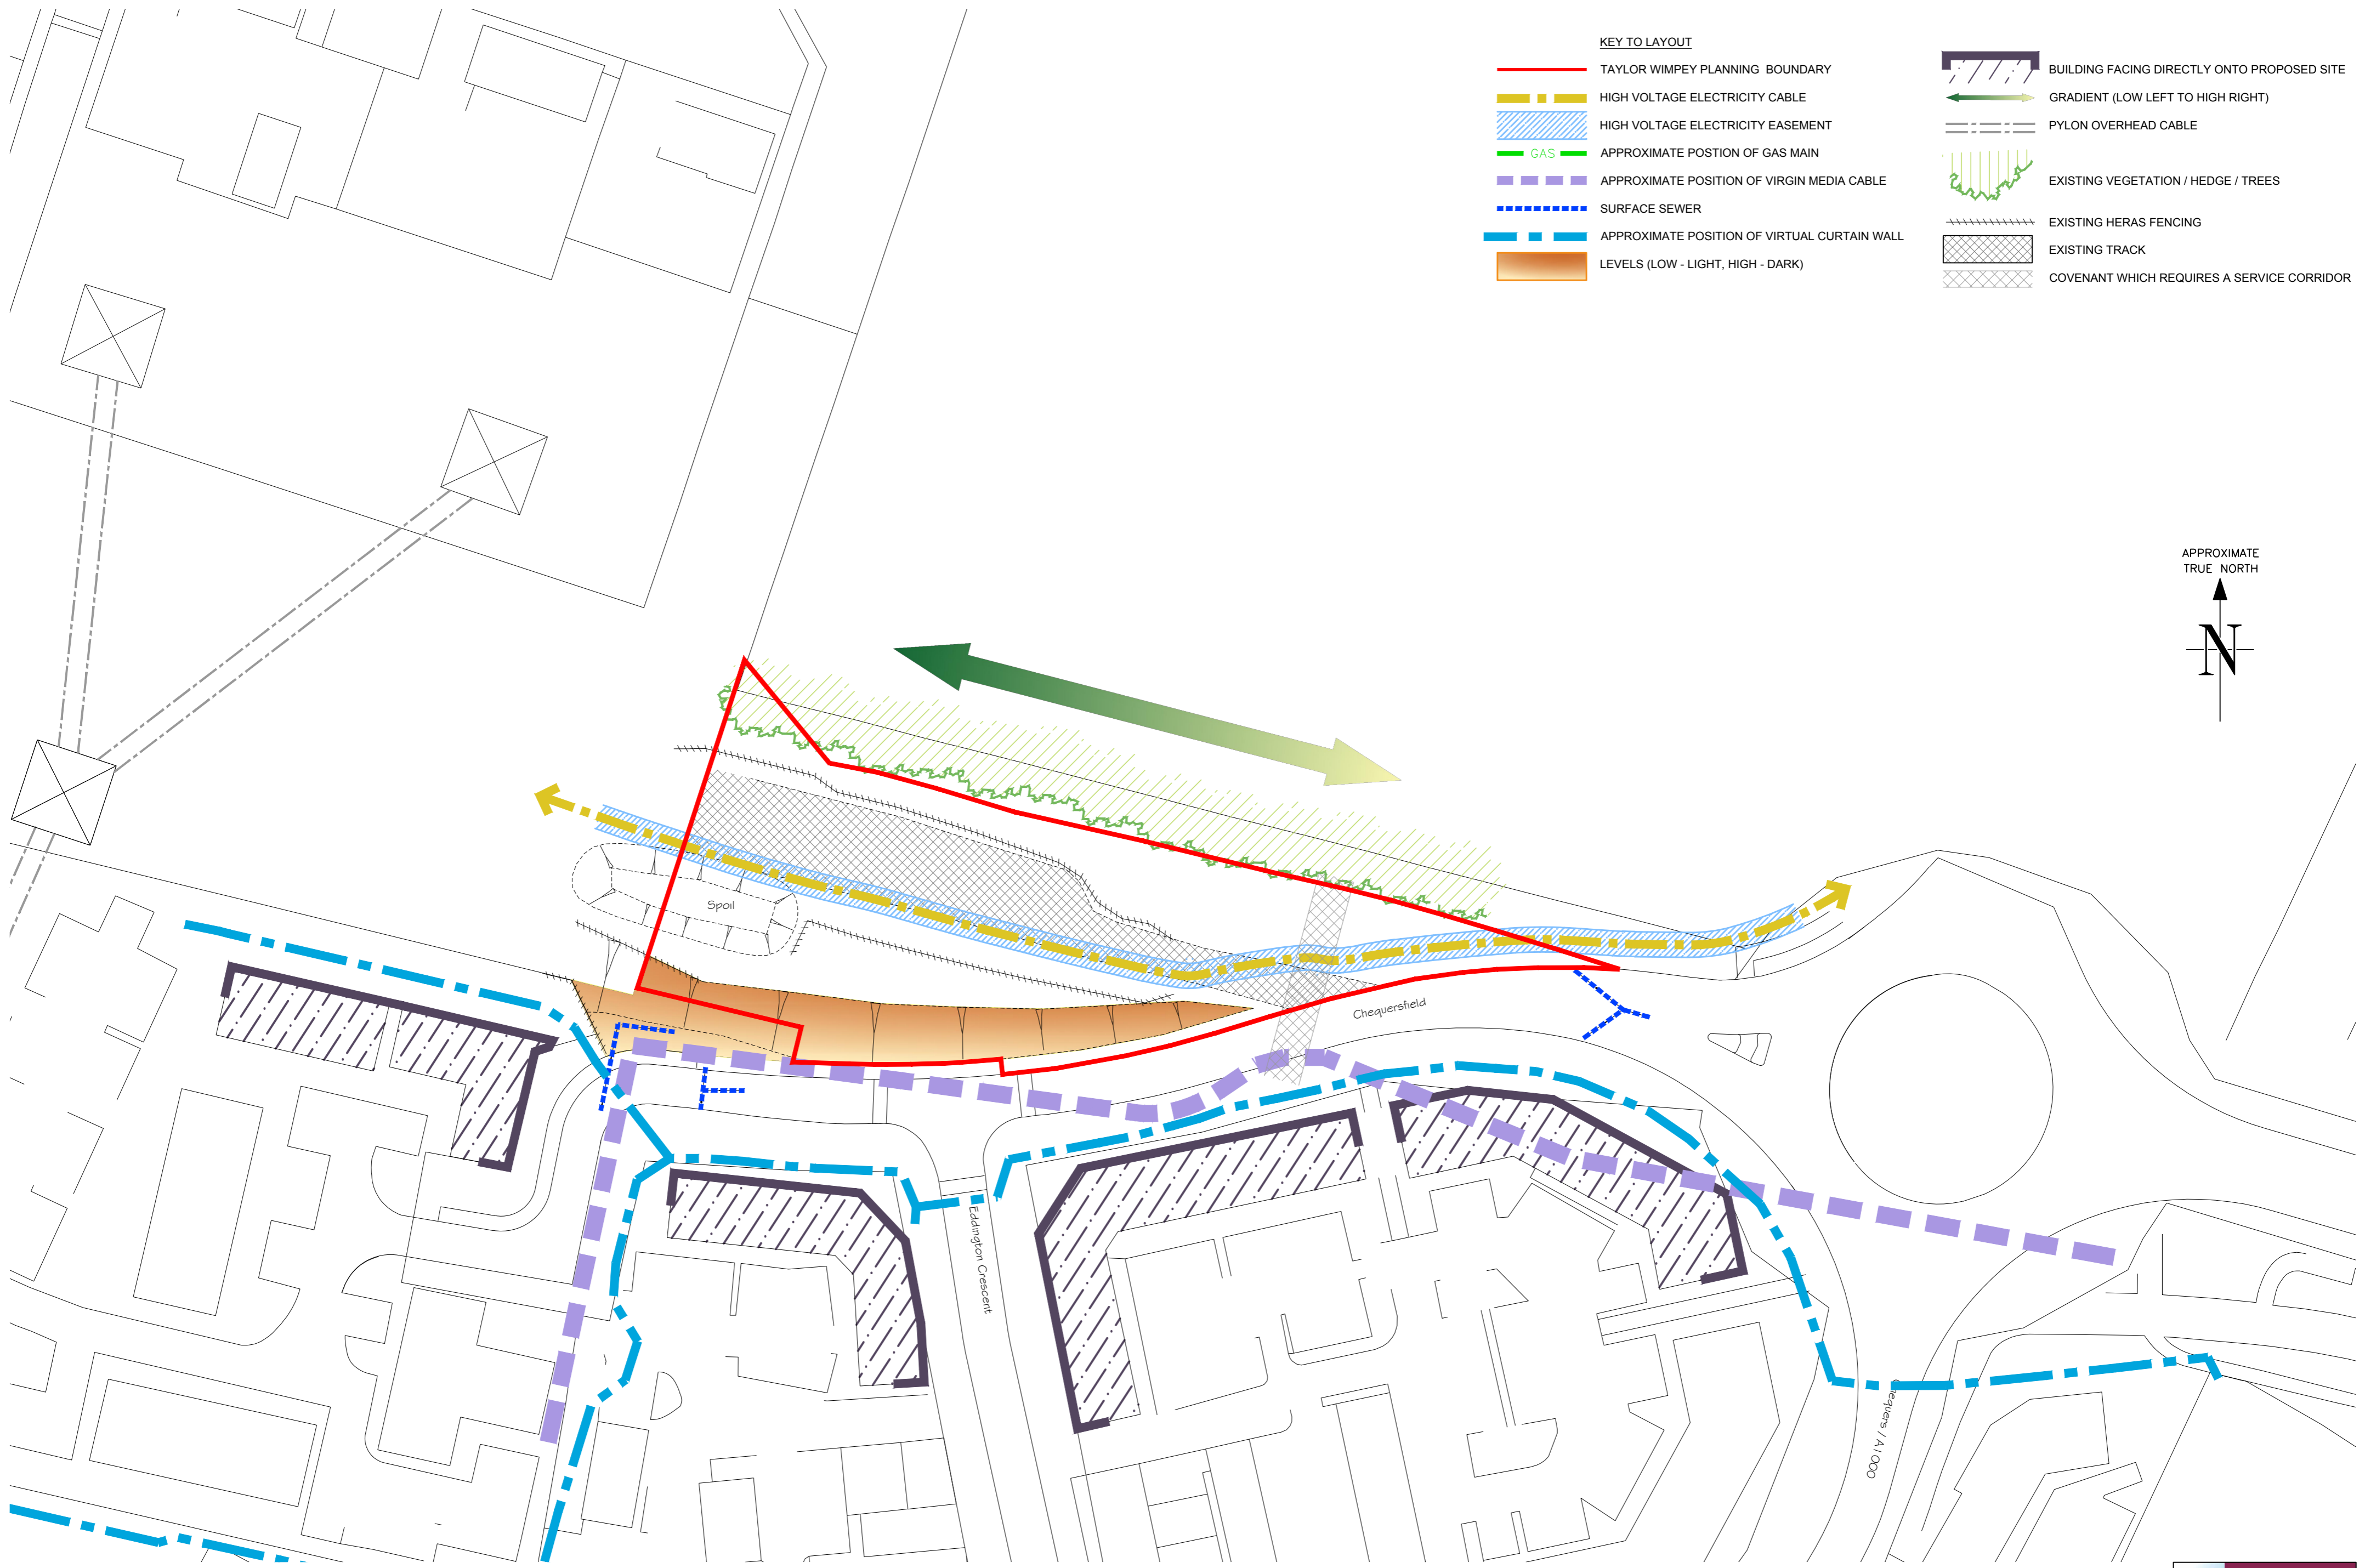 KEY TO LAYOUT
TAYLOR WIMPEY PLANNING BOUNDARY
HIGH VOLTAGE ELECTRICITY CABLE
HIGH VOLTAGE ELECTRICITY EASEMENT
GAS
APPROXIMATE POSTION OF GAS MAIN
APPROXIMATE POSITION OF VIRGIN MEDIA CABLE
SURFACE SEWER
APPROXIMATE POSITION OF VIRTUAL CURTAIN WALL
LEVELS (LOW - LIGHT, HIGH - DARK)
BUILDING FACING DIRECTLY ONTO PROPOSED SITE
GRADIENT (LOW LEFT TO HIGH RIGHT)
PYLON OVERHEAD CABLE
EXISTING VEGETATION / HEDGE / TREES
EXISTING HERAS FENCING
EXISTING TRACK
COVENANT WHICH REQUIRES A SERVICE CORRIDOR
APPROXIMATE
TRUE NORTH
N
Spoil
Chequersfield
Eddington Crescent
Chequers / A1000